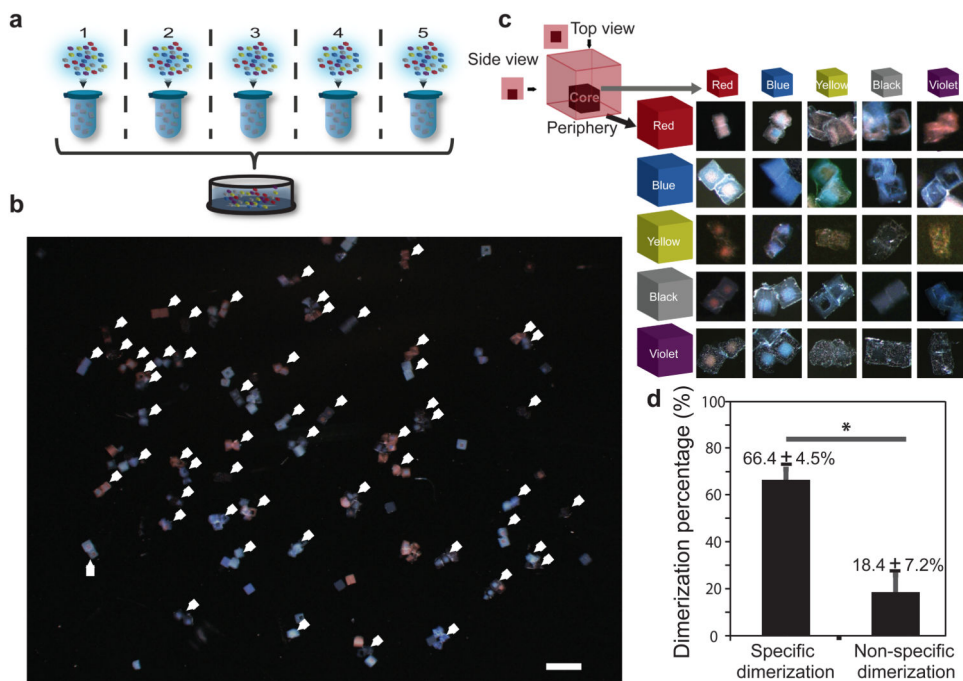 a
1 2 3 4 5
b
c
Top view
Side view
Core
Periphery
Red Blue Yellow Black Violet
Red
Blue
Yellow
Black
Violet
d
Dimerization percentage (%)
100
80
60
40
20
0
*
66.4 ± 4.5%
18.4 ± 7.2%
Specific
dimerization
Non-specific
dimerization